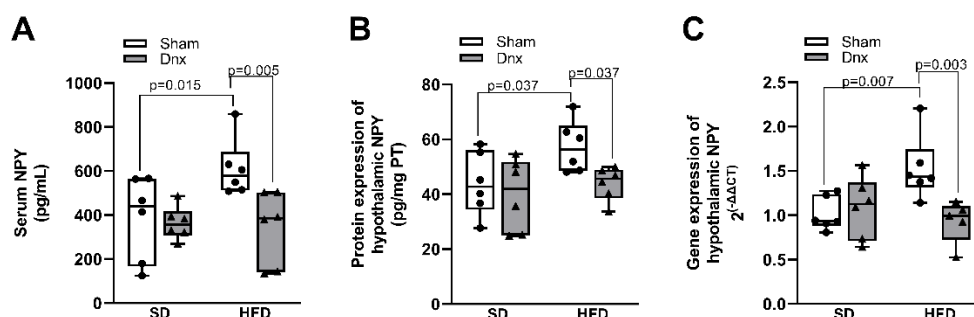 A
Sham
Dnx
p=0.015
p=0.005
Serum NPY
(pg/mL)
1000
800
600
400
200
0
SD
HFD
B
Sham
Dnx
p=0.037
p=0.037
Protein expression of
hypothalamic NPY
(pg/mg PT)
80
60
40
20
0
SD
HFD
C
Sham
Dnx
p=0.007
p=0.003
Gene expression of
hypothalamic NPY
2(-ΔΔCT)
2.5
2.0
1.5
1.0
0.5
0.0
SD
HFD